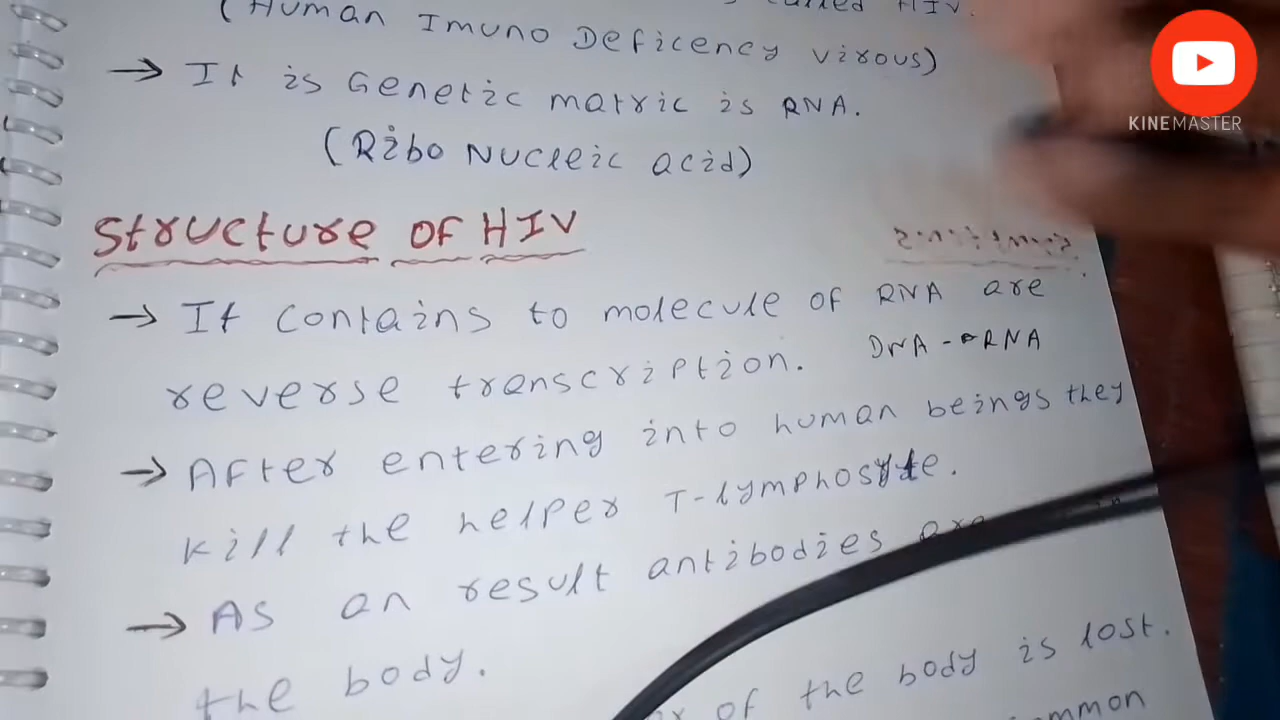 (Human Imuno Deficency virous)
HIV.
→ It is Genetic matric is RNA.
(Ribo Nucleic acid)
KINEMASTER
Structure of HIV
→ It contains to molecule of RNA are
reverse transcription. DNA → RNA
→ After entering into human beings they
kill the helper T-lymphosyte.
→ As an result antibodies
the body.
of the body is lost.